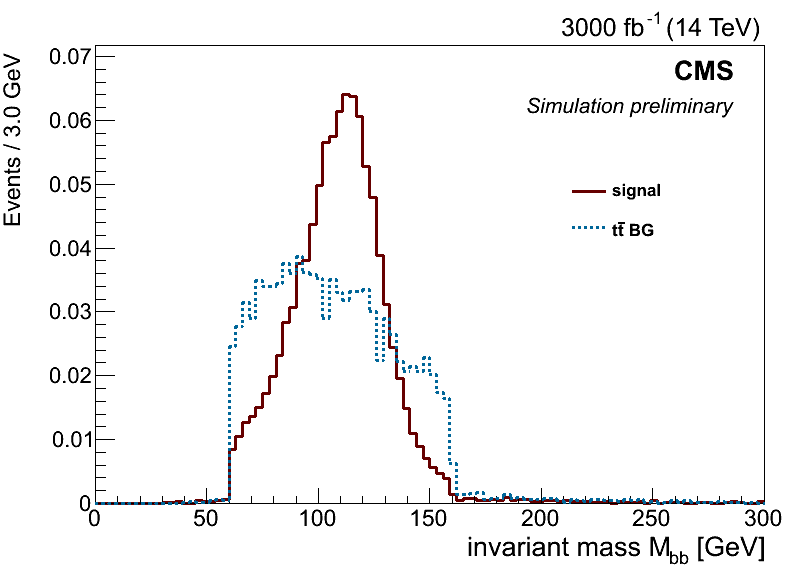 3000 fb⁻¹ (14 TeV)
CMS
Simulation preliminary
signal
tt̄ BG
Events / 3.0 GeV
0.07
0.06
0.05
0.04
0.03
0.02
0.01
0
0 50 100 150 200 250 300
invariant mass M_bb [GeV]